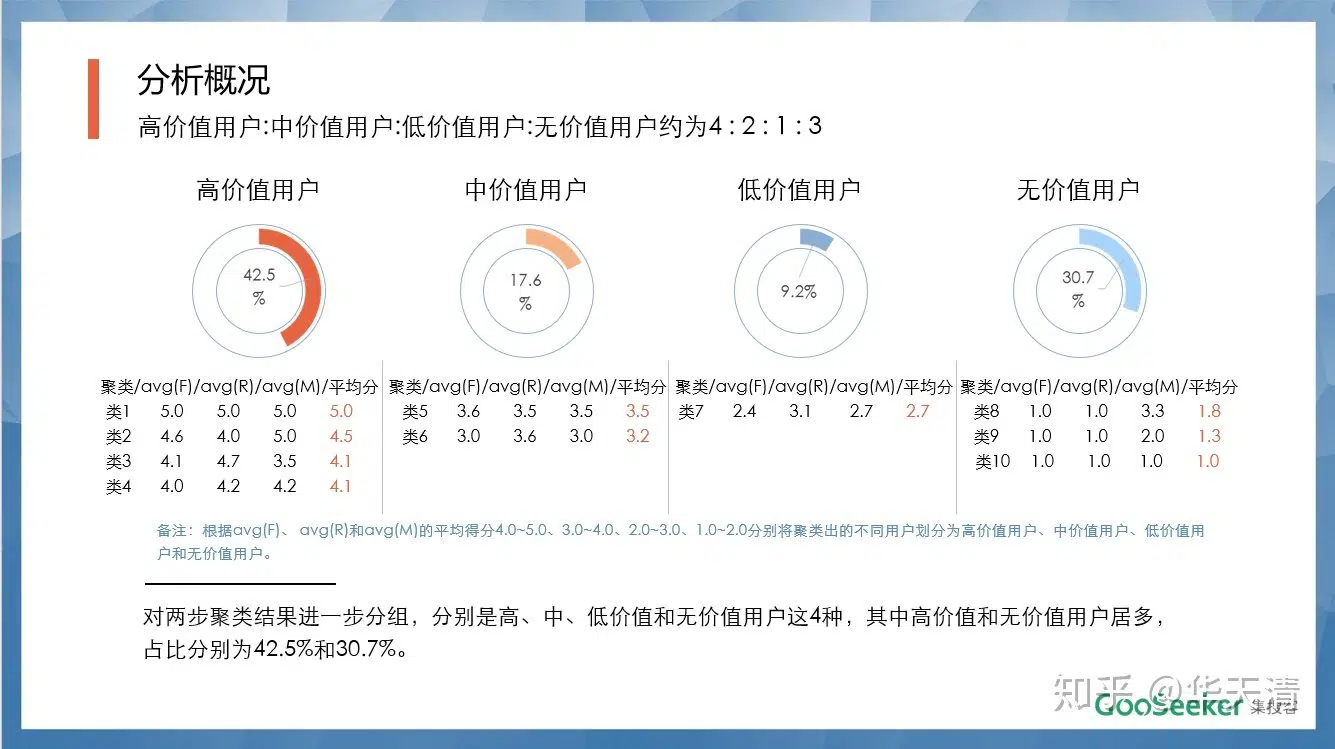 分析概况
高价值用户:中价值用户:低价值用户:无价值用户约为4 : 2 : 1 : 3
高价值用户
42.5
%
中价值用户
17.6
%
低价值用户
9.2%
无价值用户
30.7
%
聚类/avg(F)/avg(R)/avg(M)/平均分
类1 5.0 5.0 5.0 5.0
类2 4.6 4.0 5.0 4.5
类3 4.1 4.7 3.5 4.1
类4 4.0 4.2 4.2 4.1
聚类/avg(F)/avg(R)/avg(M)/平均分
类5 3.6 3.5 3.5 3.5
类6 3.0 3.6 3.0 3.2
聚类/avg(F)/avg(R)/avg(M)/平均分
类7 2.4 3.1 2.7 2.7
聚类/avg(F)/avg(R)/avg(M)/平均分
类8 1.0 1.0 3.3 1.8
类9 1.0 1.0 2.0 1.3
类10 1.0 1.0 1.0 1.0
备注：根据avg(F)、 avg(R)和avg(M)的平均得分4.0~5.0、3.0~4.0、2.0~3.0、1.0~2.0分别将聚类出的不同用户划分为高价值用户、中价值用户、低价值用
户和无价值用户。
对两步聚类结果进一步分组，分别是高、中、低价值和无价值用户这4种，其中高价值和无价值用户居多，
占比分别为42.5%和30.7%。
知乎 @华天清
GooSeeker 集搜客